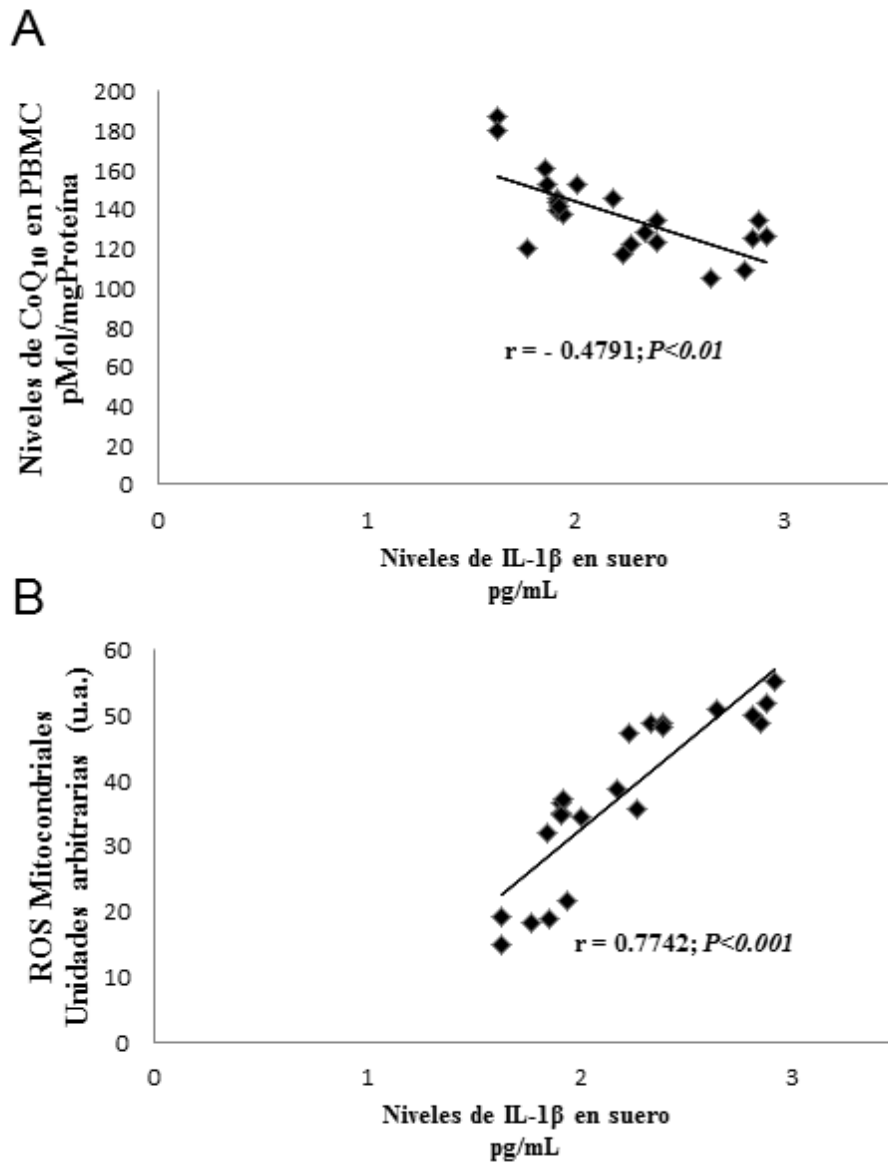 A
Niveles de CoQ10 en PBMC
pMol/mgProteína
200
180
160
140
120
100
80
60
40
20
0
r = - 0.4791; P<0.01
0 1 2 3
Niveles de IL-1β en suero
pg/mL
B
ROS Mitocondriales
Unidades arbitrarias (u.a.)
60
50
40
30
20
10
0
r = 0.7742; P<0.001
0 1 2 3
Niveles de IL-1β en suero
pg/mL